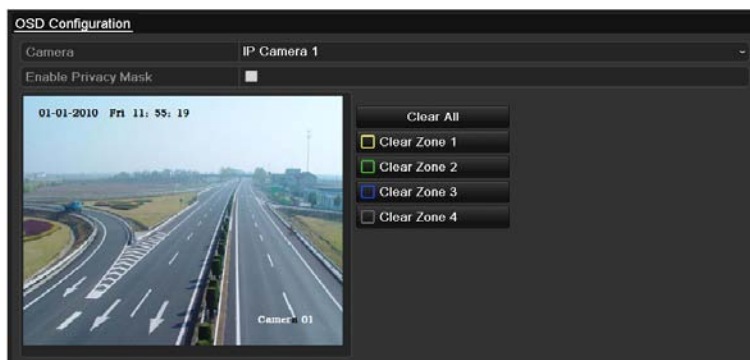 OSD Configuration
Camera
IP Camera 1
Enable Privacy Mask
01-01-2010 Fri 11: 55: 19
Clear All
Clear Zone 1
Clear Zone 2
Clear Zone 3
Clear Zone 4
Camera 01